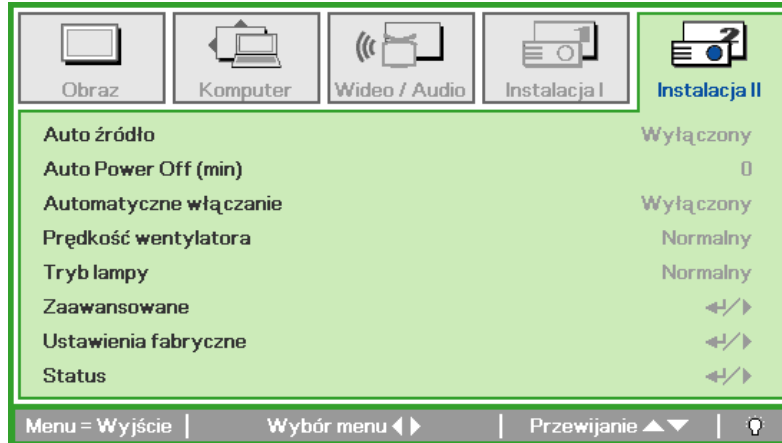 Obraz
Komputer
Wideo / Audio
Instalacja I
2
Instalacja II
Auto źródło Wyłączony
Auto Power Off (min) 0
Automatyczne włączanie Wyłączony
Prędkość wentylatora Normalny
Tryb lampy Normalny
Zaawansowane
Ustawienia fabryczne
Status
Menu = Wyjście | Wybór menu | Przewijanie |